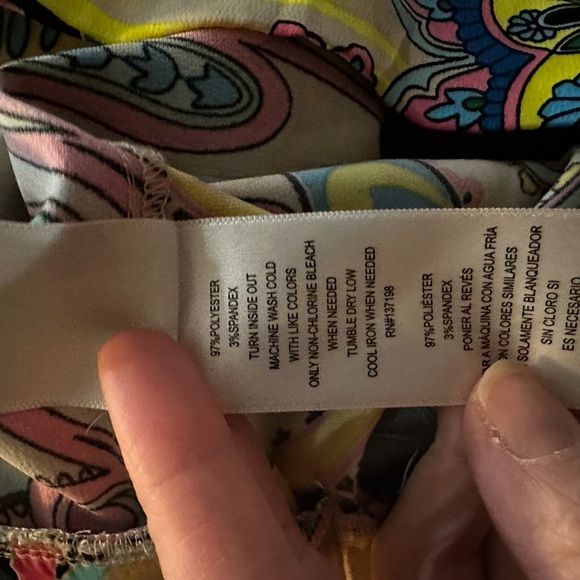 97%POLYESTER
3%SPANDEX
TURN INSIDE OUT
MACHINE WASH COLD
WITH LIKE COLORS
ONLY NON-CHLORINE BLEACH
WHEN NEEDED
TUMBLE DRY LOW
COOL IRON WHEN NEEDED
RN#137198
97%POLIÉSTER
3%SPANDEX
PONER AL REVÉS
A MÁQUINA CON AGUA FRÍA
COLORES SIMILARES
SOLAMENTE BLANQUEADOR
SIN CLORO SI
ES NECESARIO